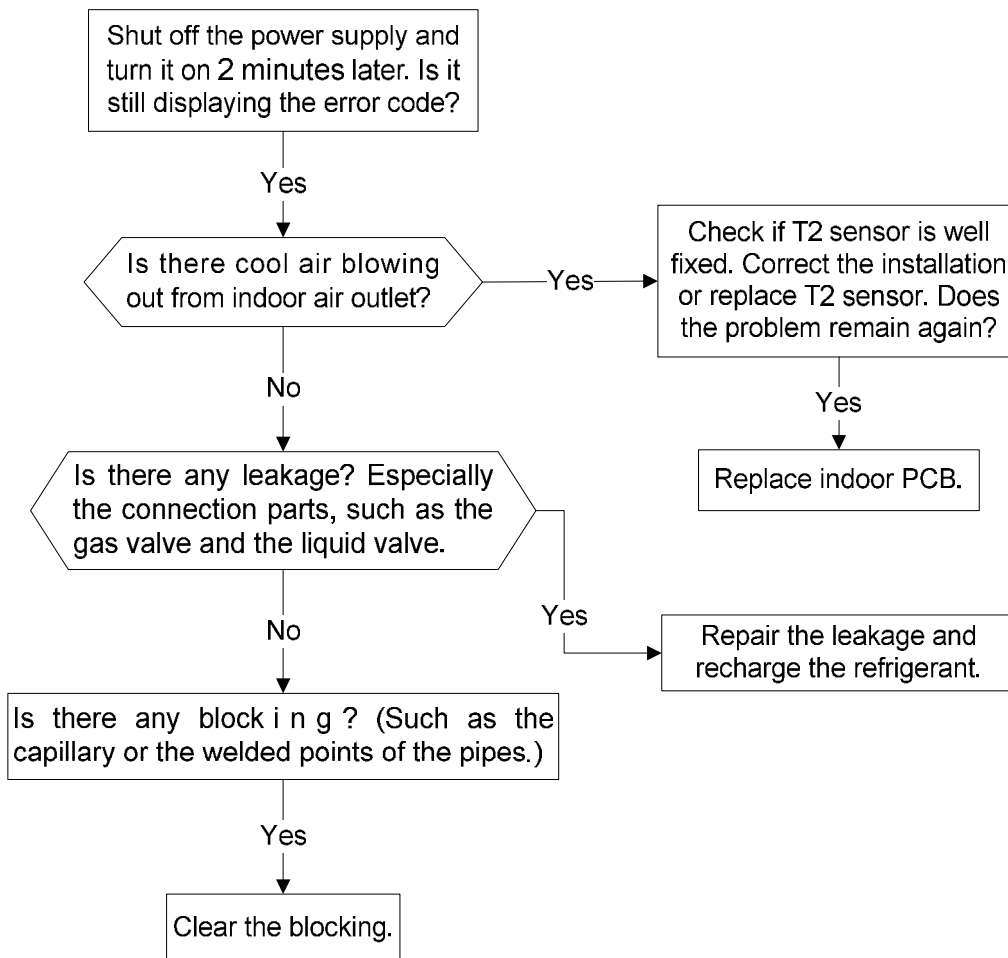 Shut off the power supply and
turn it on 2 minutes later. Is it
still displaying the error code?
Yes
Is there cool air blowing
out from indoor air outlet?
Yes
Check if T2 sensor is well
fixed. Correct the installation
or replace T2 sensor. Does
the problem remain again?
Yes
Replace indoor PCB.
No
Is there any leakage? Especially
the connection parts, such as the
gas valve and the liquid valve.
Yes
Repair the leakage and
recharge the refrigerant.
No
Is there any blocking? (Such as the
capillary or the welded points of the pipes.)
Yes
Clear the blocking.